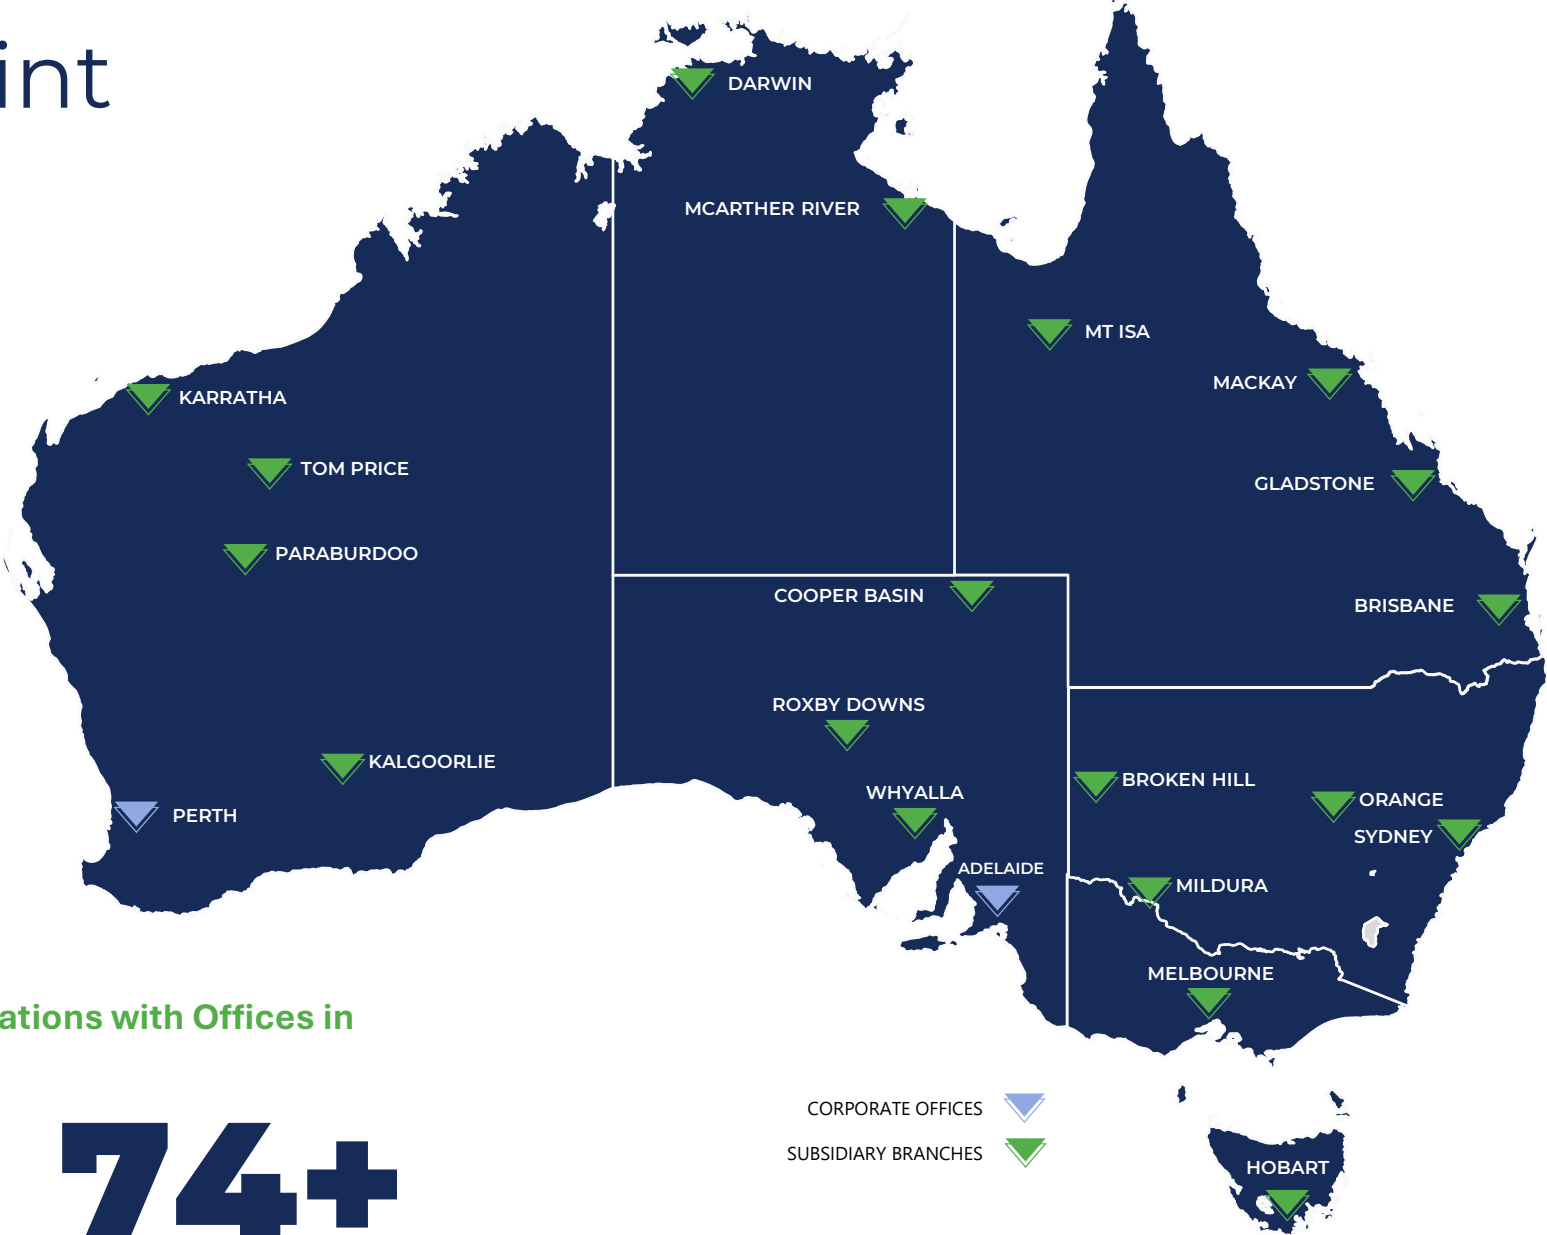 int
DARWIN
MCARTHER RIVER
MT ISA
MACKAY
KARRATHA
TOM PRICE
GLADSTONE
PARABURDOO
COOPER BASIN
BRISBANE
ROXBY DOWNS
KALGOORLIE
BROKEN HILL
WHYALLA
ORANGE
PERTH
SYDNEY
ADELAIDE
MILDURA
MELBOURNE
ations with Offices in
74+
CORPORATE OFFICES
SUBSIDIARY BRANCHES
HOBART